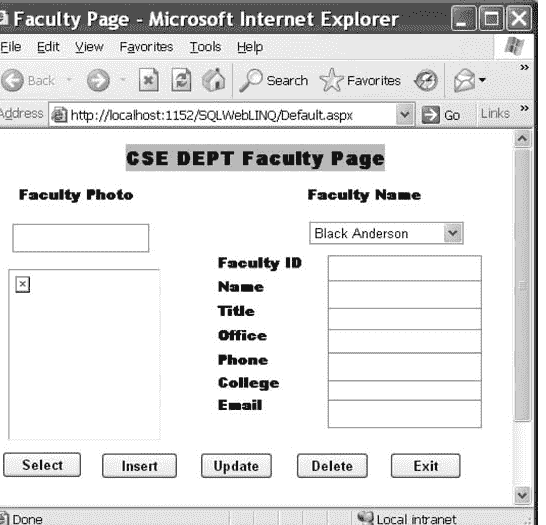 Faculty Page - Microsoft Internet Explorer
File Edit View Favorites Tools Help
Back Search Favorites
Address http://localhost:1152/SQLWebLINQ/Default.aspx Go Links
CSE DEPT Faculty Page
Faculty Photo Faculty Name
Black Anderson
Faculty ID
Name
Title
Office
Phone
College
Email
Select Insert Update Delete Exit
Done Local intranet